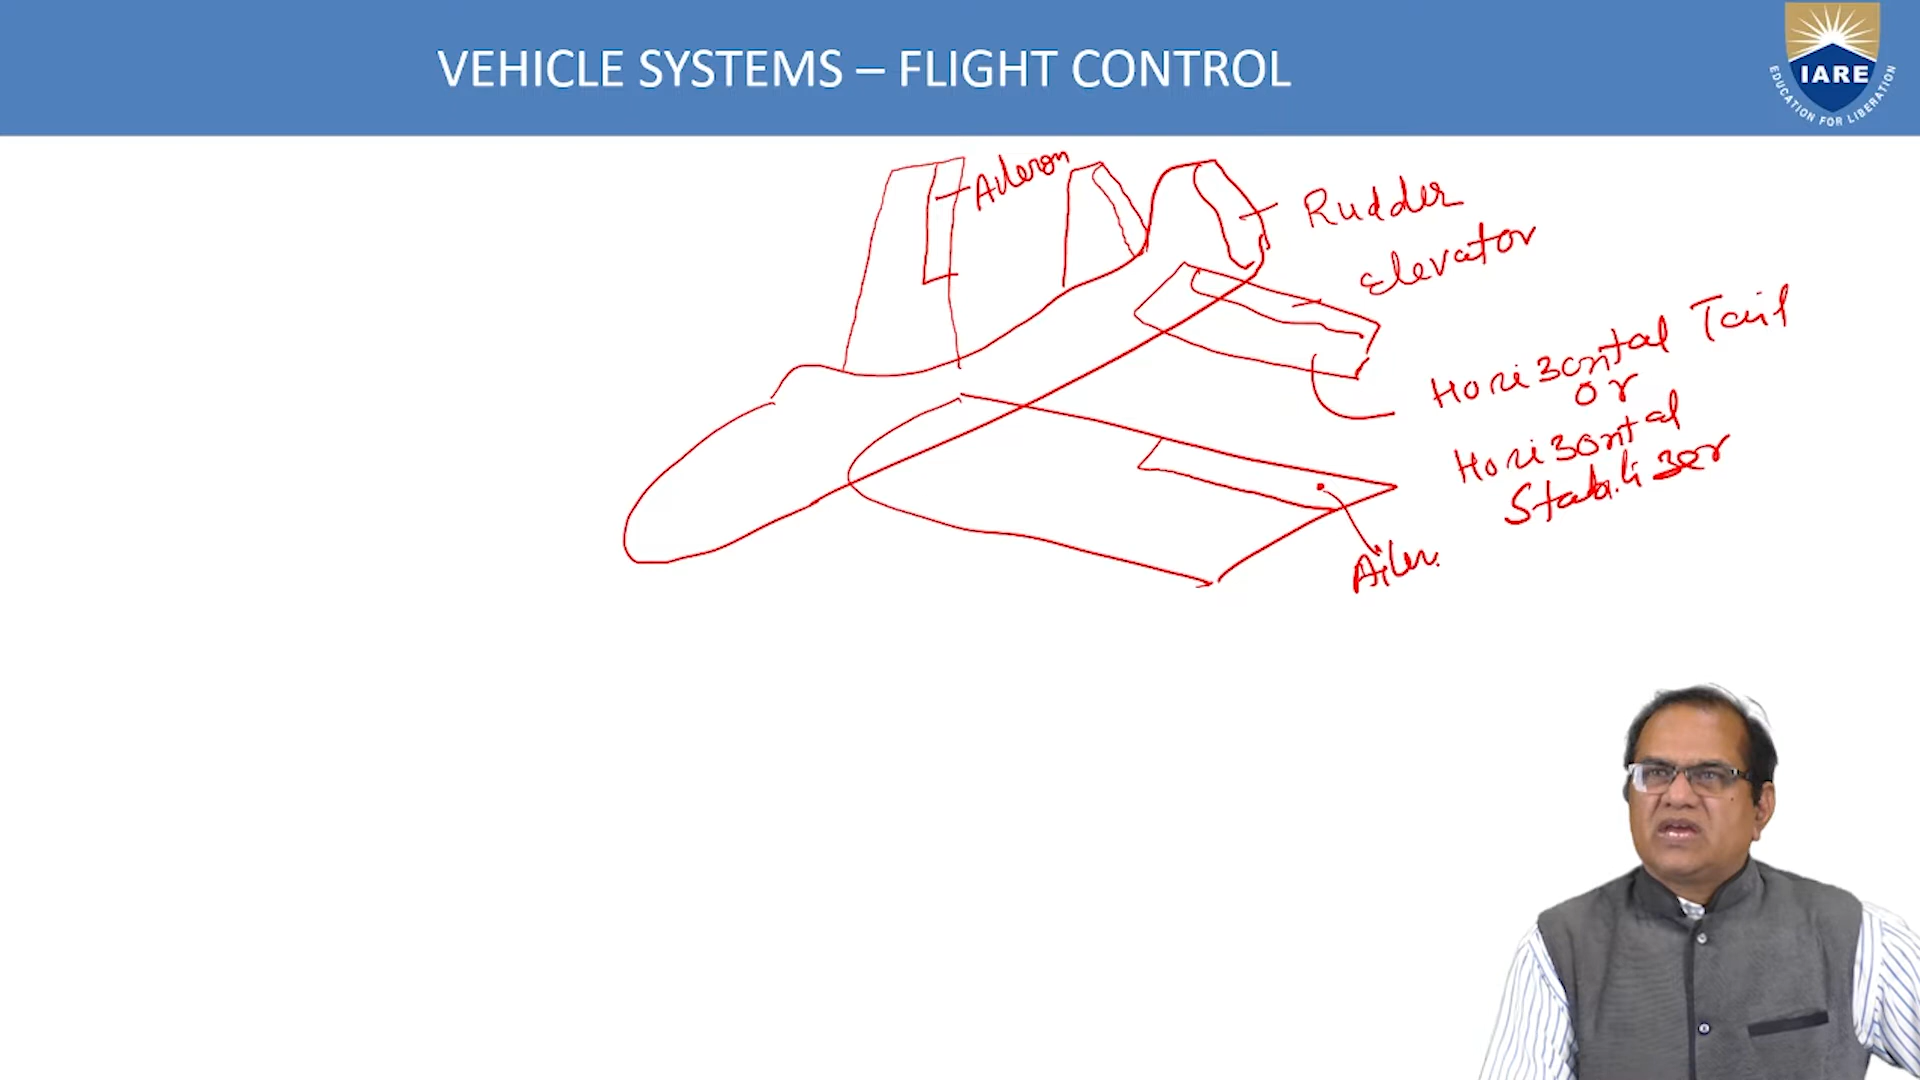 VEHICLE SYSTEMS – FLIGHT CONTROL
IARE
EDUCATION FOR LIBERATION
Aileron
Rudder
Elevator
Horizontal Tail
or
Horizontal
Stabilizer
Ailer.